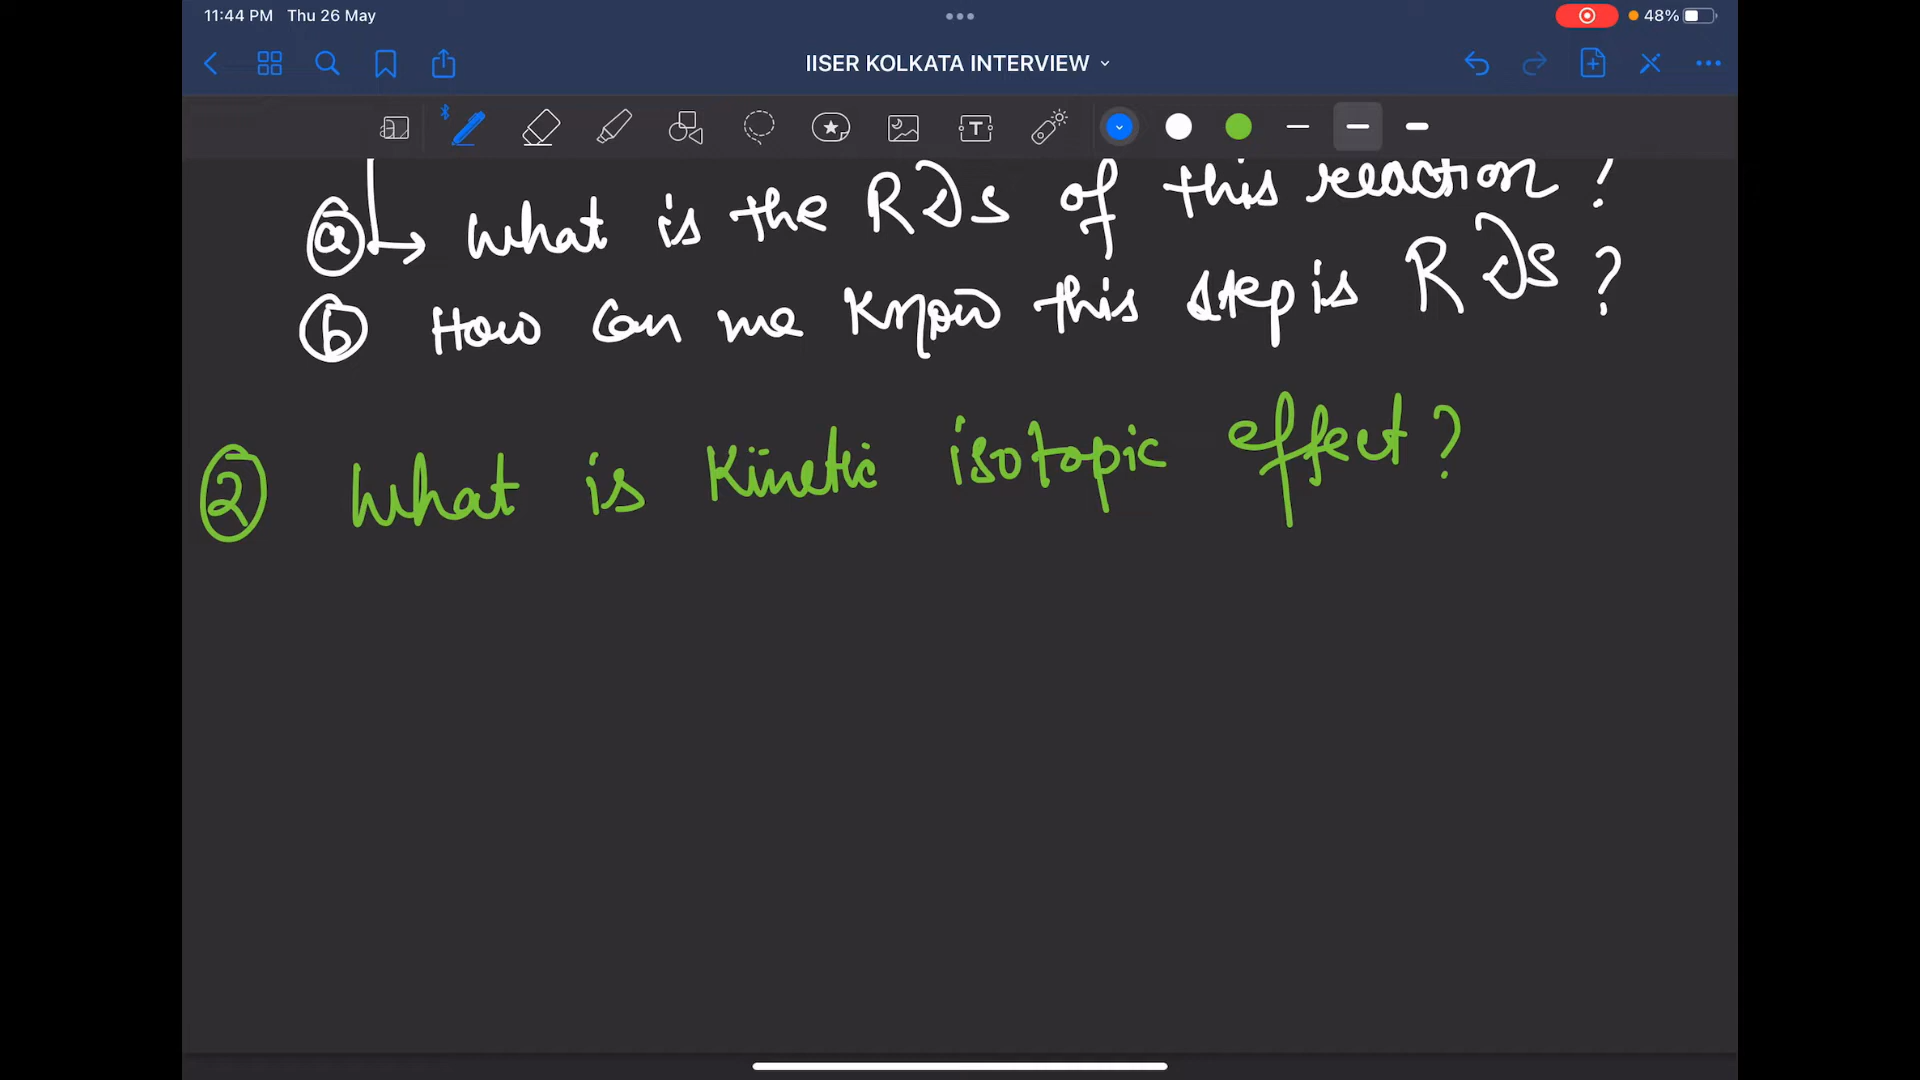 11:44 PM Thu 26 May
48%
IISER KOLKATA INTERVIEW
a → What is the RDS of this reaction?
b How can we know this step is RDS?
2 What is Kinetic isotopic effect?